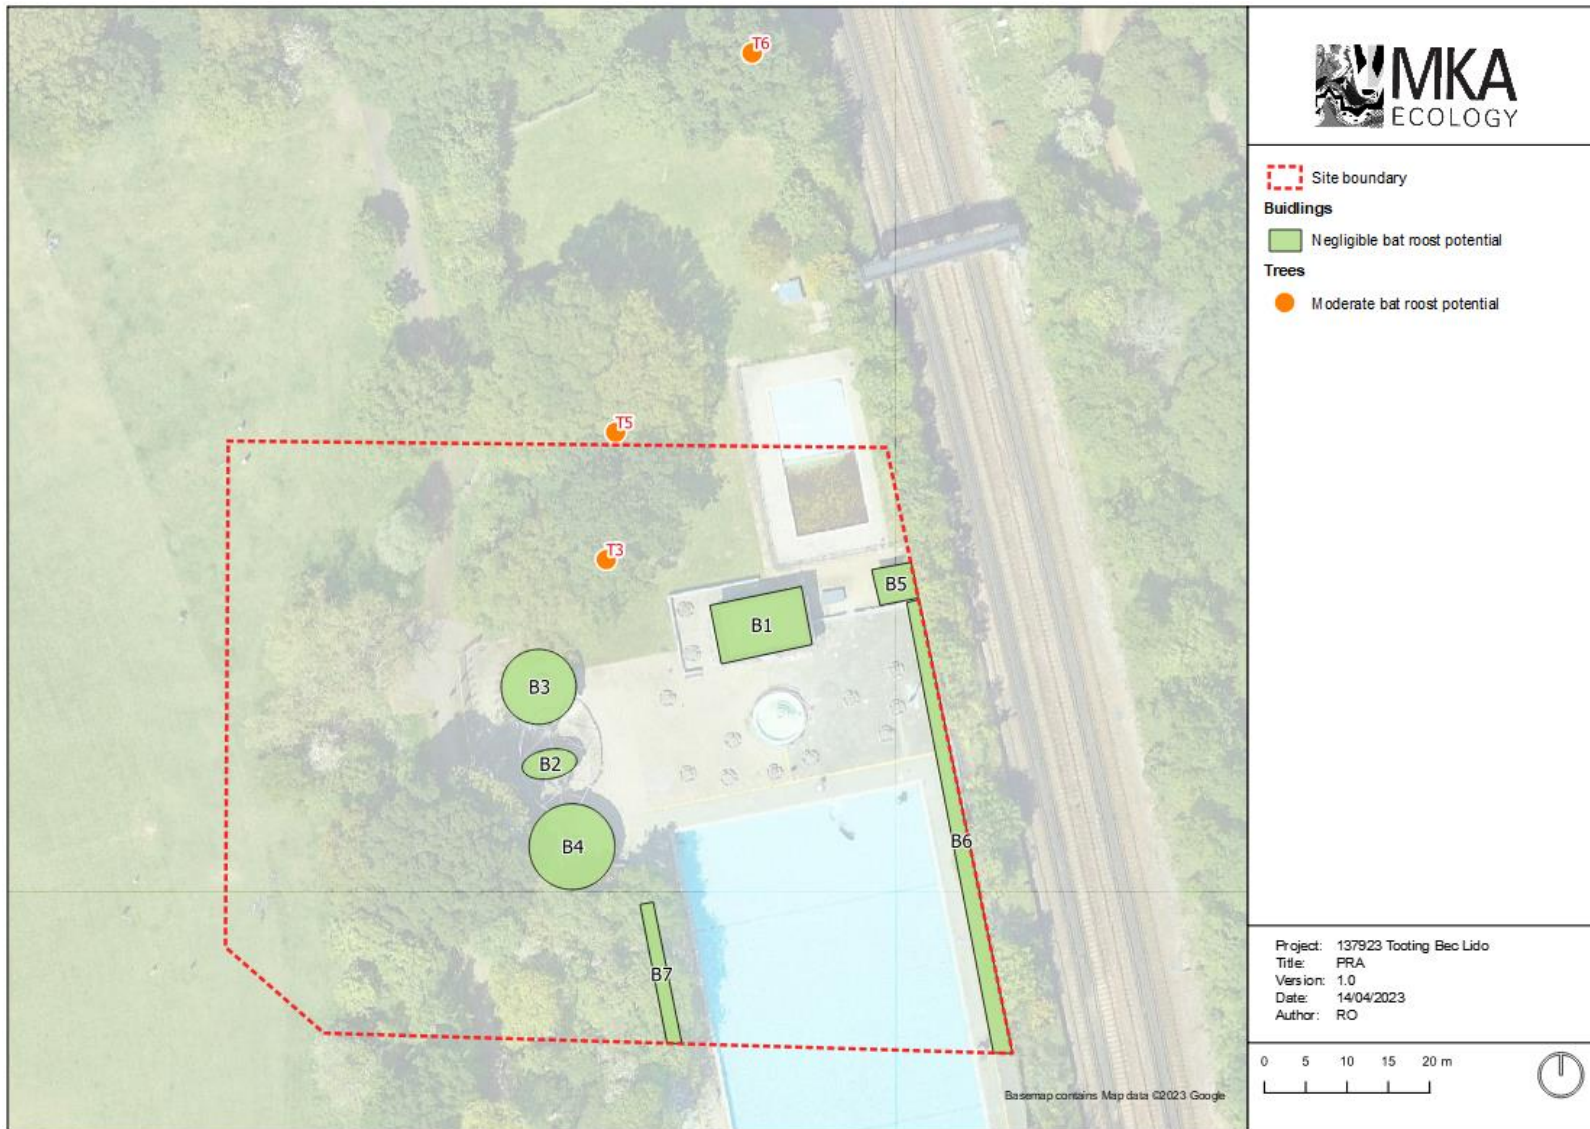 T6
MKA
ECOLOGY
Site boundary
Buidlings
Negligible bat roost potential
Trees
Moderate bat roost potential
T5
T3
B5
B1
B3
B2
B6
B4
B7
Project: 137923 Tooting Bec Lido
Title: PRA
Version: 1.0
Date: 14/04/2023
Author: RO
0 5 10 15 20 m
Basemap contains Map data ©2023 Google